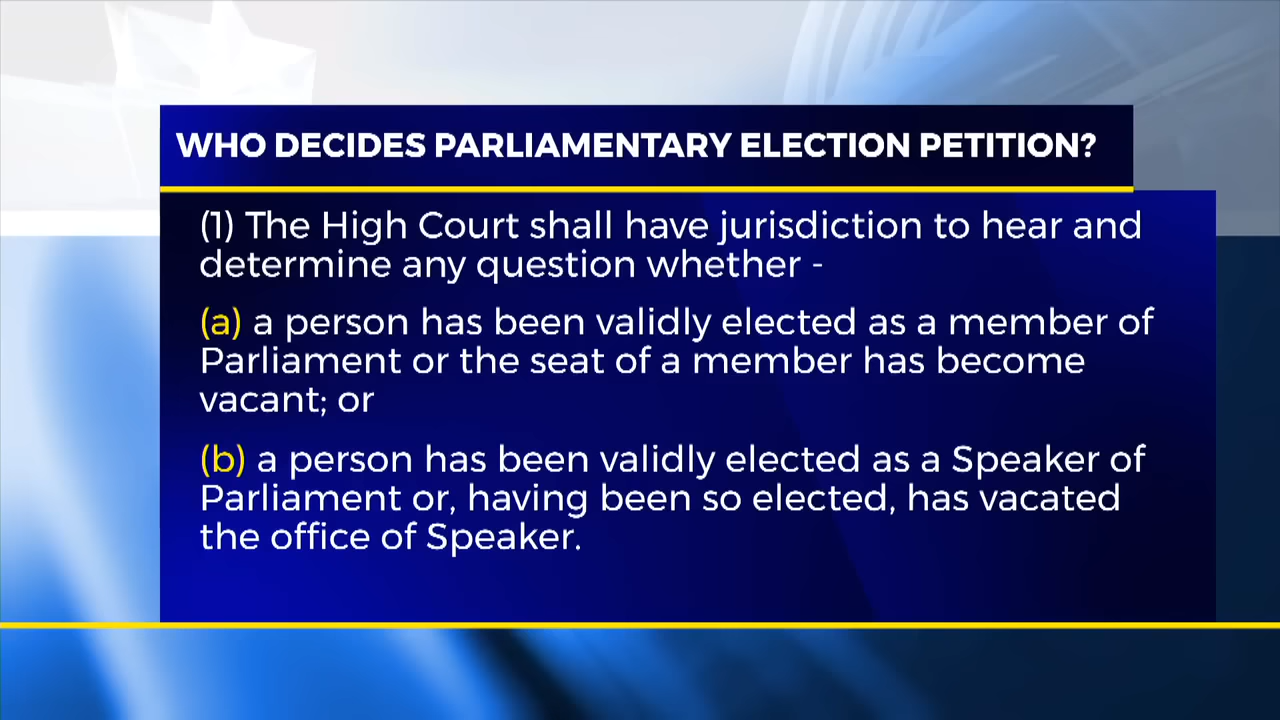 WHO DECIDES PARLIAMENTARY ELECTION PETITION?
(1) The High Court shall have jurisdiction to hear and
determine any question whether -
(a) a person has been validly elected as a member of
Parliament or the seat of a member has become
vacant; or
(b) a person has been validly elected as a Speaker of
Parliament or, having been so elected, has vacated
the office of Speaker.